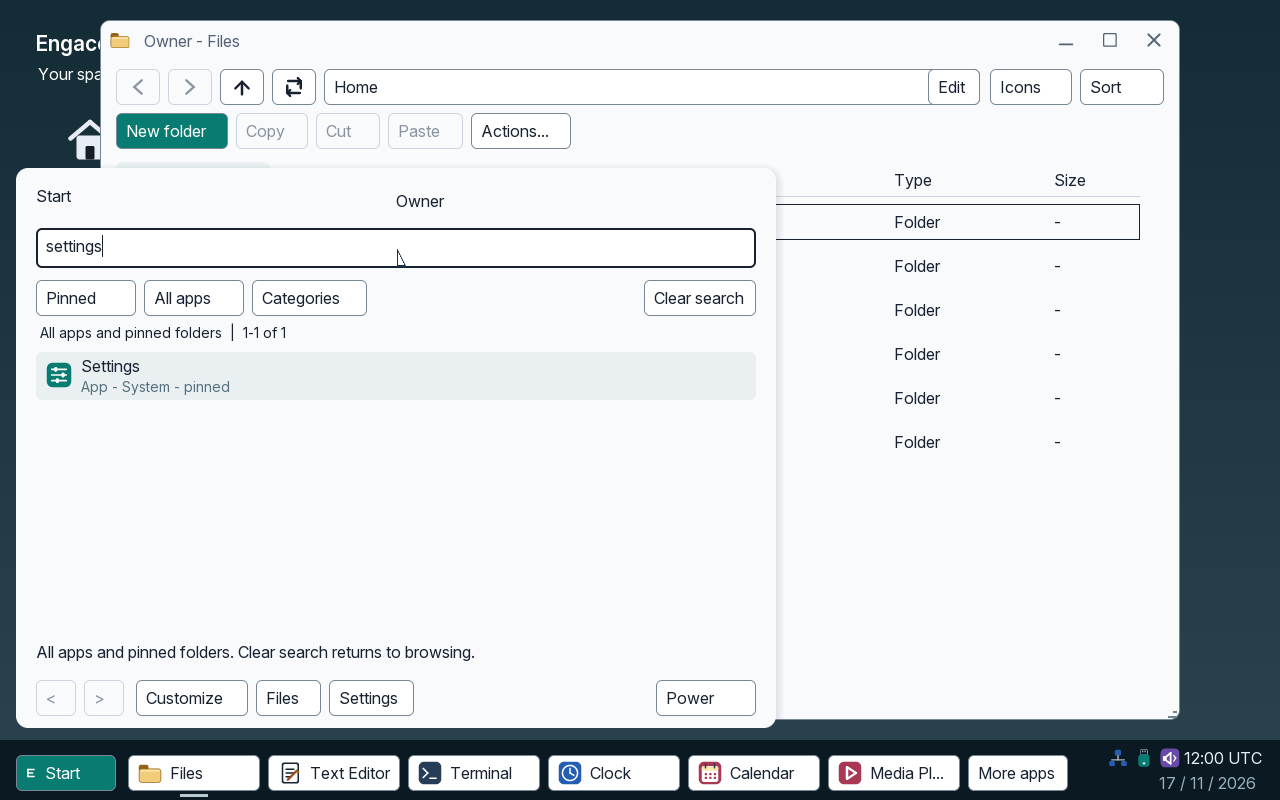 Engac
Your spa
Owner - Files
Home
Edit
Icons
Sort
New folder
Copy
Cut
Paste
Actions...
Type
Size
Folder
-
Folder
-
Folder
-
Folder
-
Folder
-
Folder
-
Start
Owner
settings
Pinned
All apps
Categories
Clear search
All apps and pinned folders | 1-1 of 1
Settings
App - System - pinned
All apps and pinned folders. Clear search returns to browsing.
<
>
Customize
Files
Settings
Power
Start
Files
Text Editor
Terminal
Clock
Calendar
Media Pl...
More apps
12:00 UTC
17 / 11 / 2026